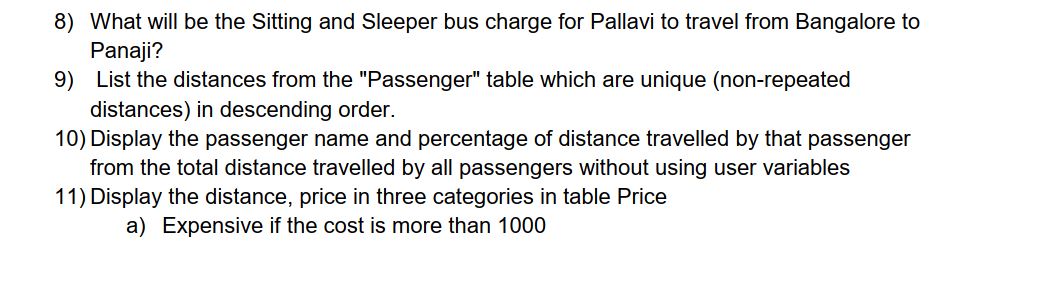 8) What will be the Sitting and Sleeper bus charge for Pallavi to travel from Bangalore to
Panaji?
9) List the distances from the "Passenger" table which are unique (non-repeated
distances) in descending order.
10) Display the passenger name and percentage of distance travelled by that passenger
from the total distance travelled by all passengers without using user variables
11) Display the distance, price in three categories in table Price
a) Expensive if the cost is more than 1000